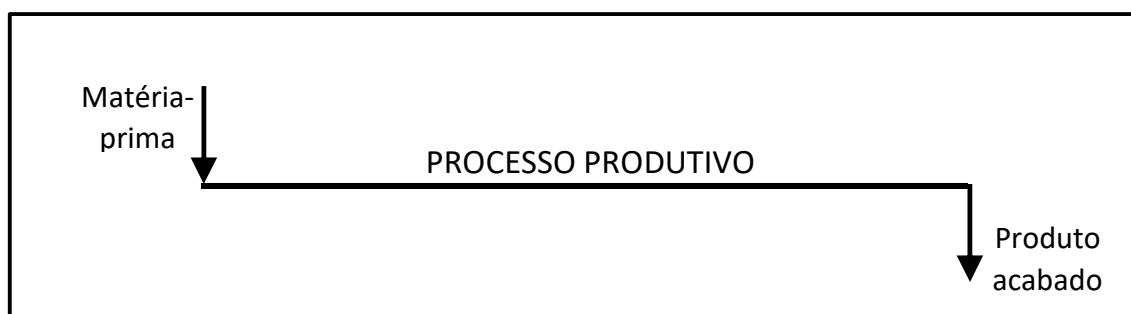 Matéria-
prima
PROCESSO PRODUTIVO
Produto
acabado